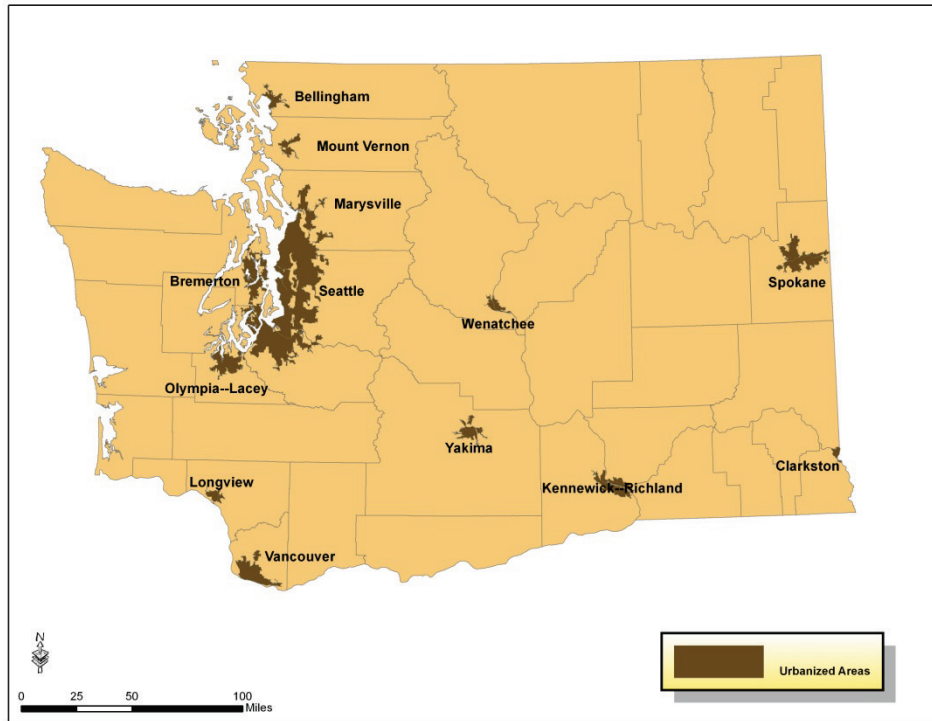 Bellingham
Mount Vernon
Marysville
Bremerton
Seattle
Spokane
Wenatchee
Olympia--Lacey
Yakima
Clarkston
Longview
Kennewick--Richland
Vancouver
N
Urbanized Areas
0 25 50 100
Miles